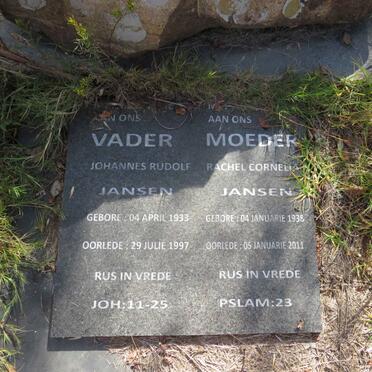 AAN ONS
VADER
JOHANNES RUDOLF
JANSEN
GEBORE : 04 APRIL 1933
OORLEDE : 29 JULIE 1997
RUS IN VREDE
JOH:11-25
AAN ONS
MOEDER
RACHEL CORNELIA
JANSEN
GEBORE : 04 JANUARIE 1938
OORLEDE : 05 JANUARIE 2011
RUS IN VREDE
PSLAM:23